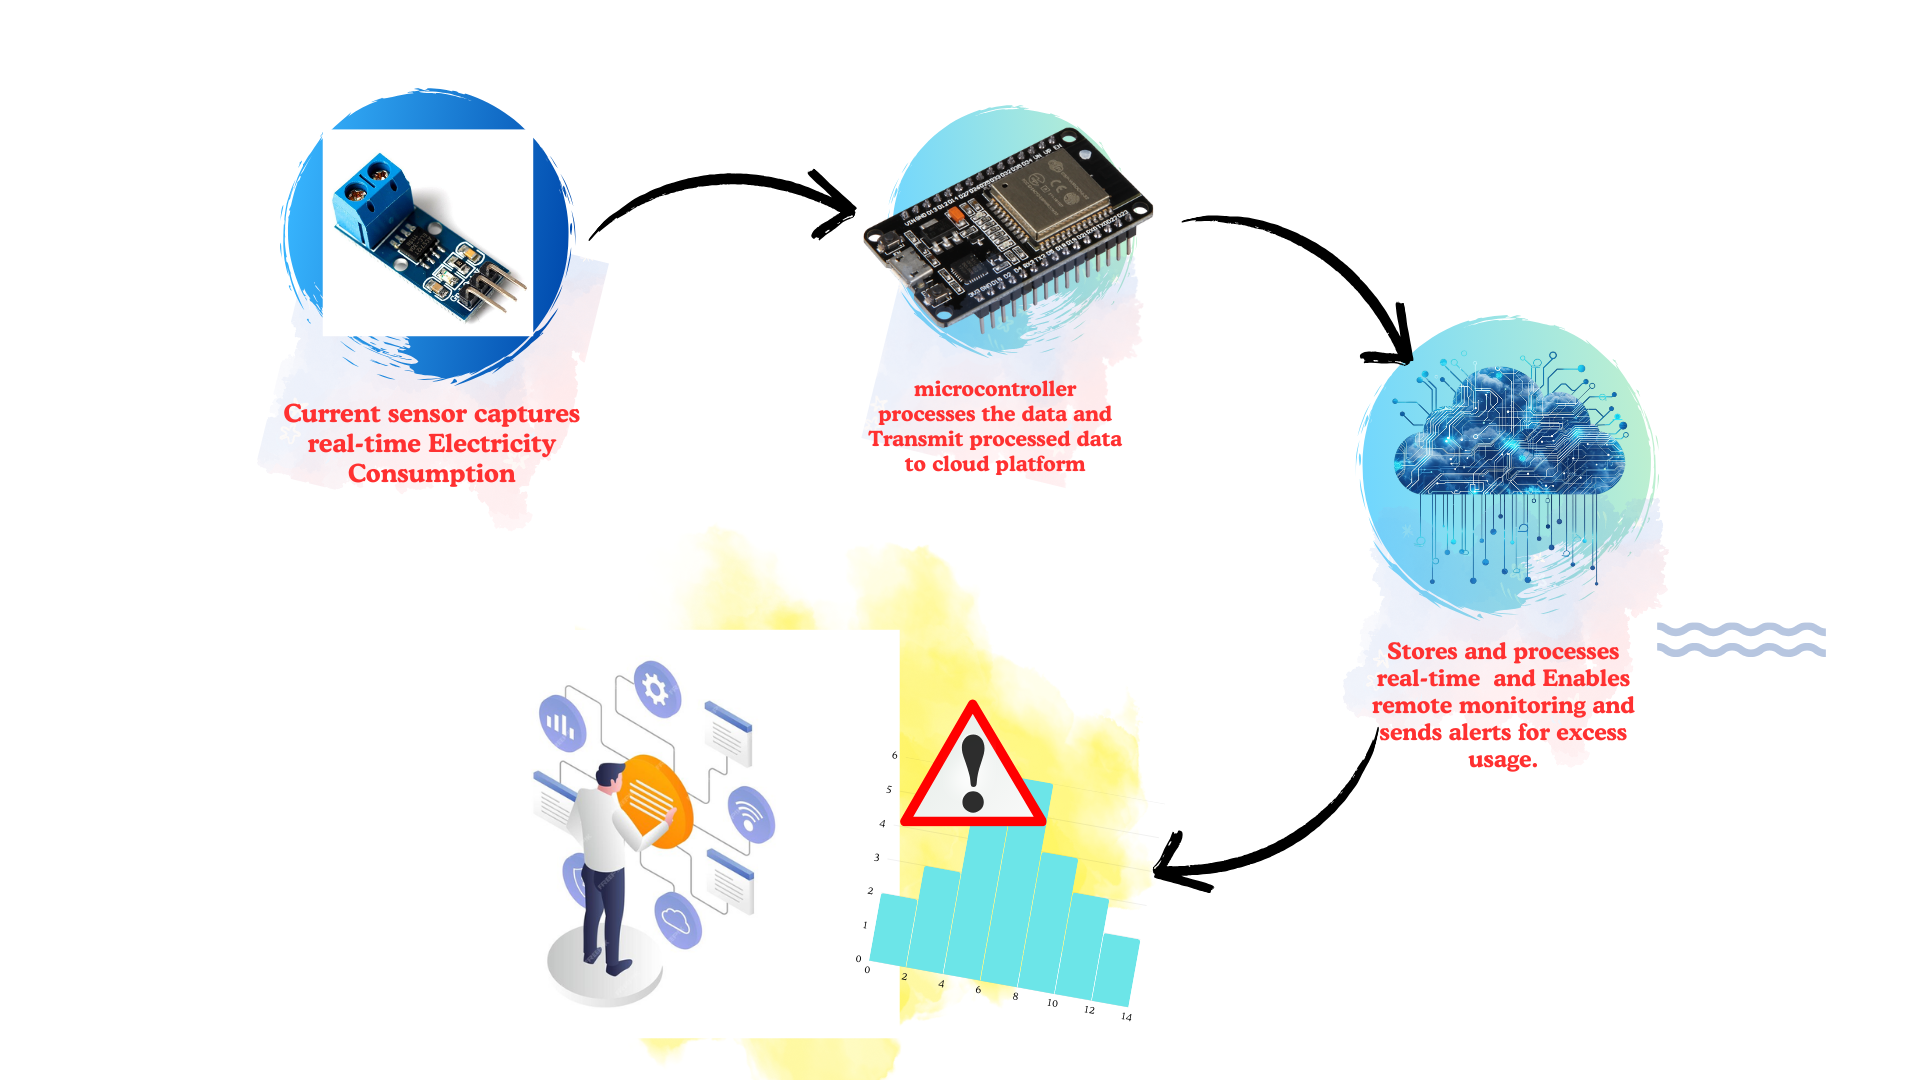 Current sensor captures
real-time Electricity
Consumption
microcontroller
processes the data and
Transmit processed data
to cloud platform
Stores and processes
real-time and Enables
remote monitoring and
sends alerts for excess
usage.
6
5
4
3
2
1
0
0
2
4
6
8
10
12
14